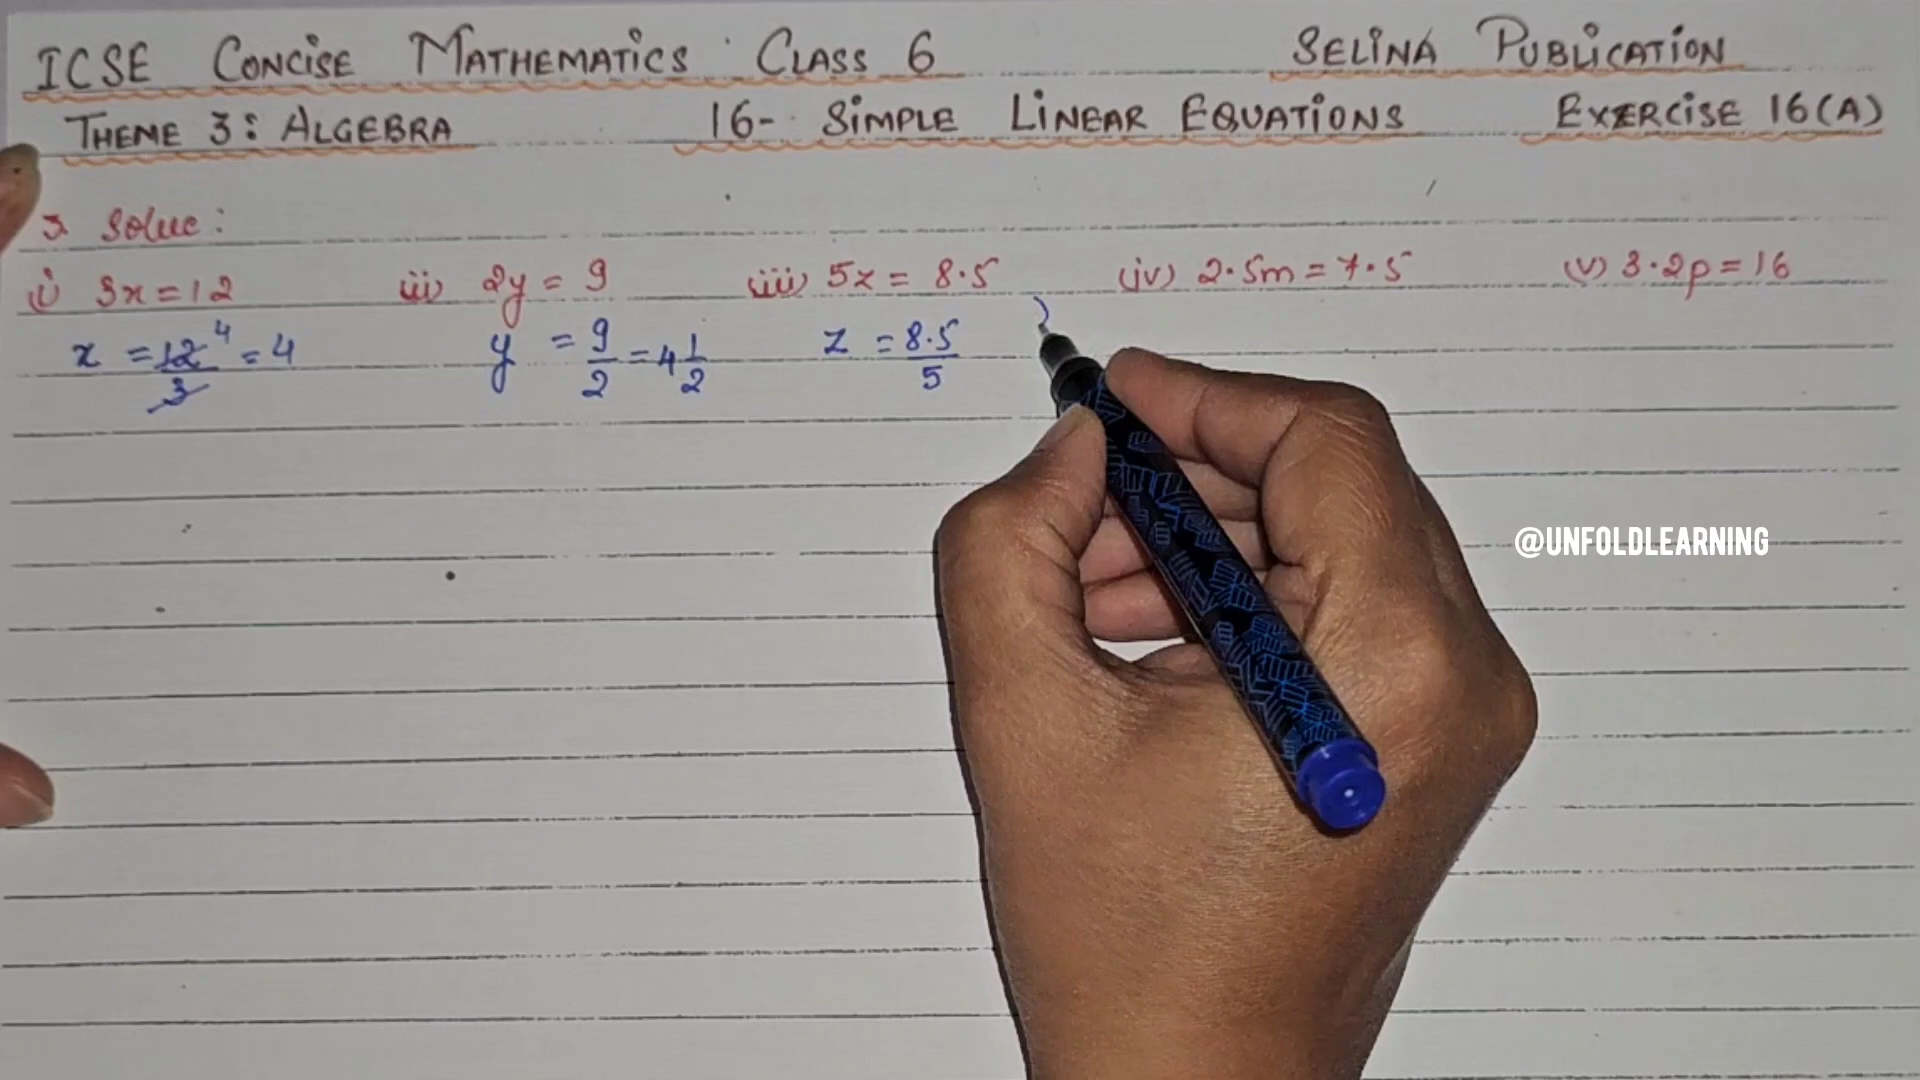 ICSE CONCISE MATHEMATICS CLASS 6 SELINA PUBLICATION
THEME 3: ALGEBRA 16- SIMPLE LINEAR EQUATIONS EXERCISE 16(A)
3 Solve:
(i) 3x=12 (ii) 2y = 9 (iii) 5z = 8.5 (iv) 2.5m = 7.5 (v) 3.2p = 16
x = 12/3 4 = 4 y = 9/2 = 4 1/2 z = 8.5/5
@UNFOLDLEARNING